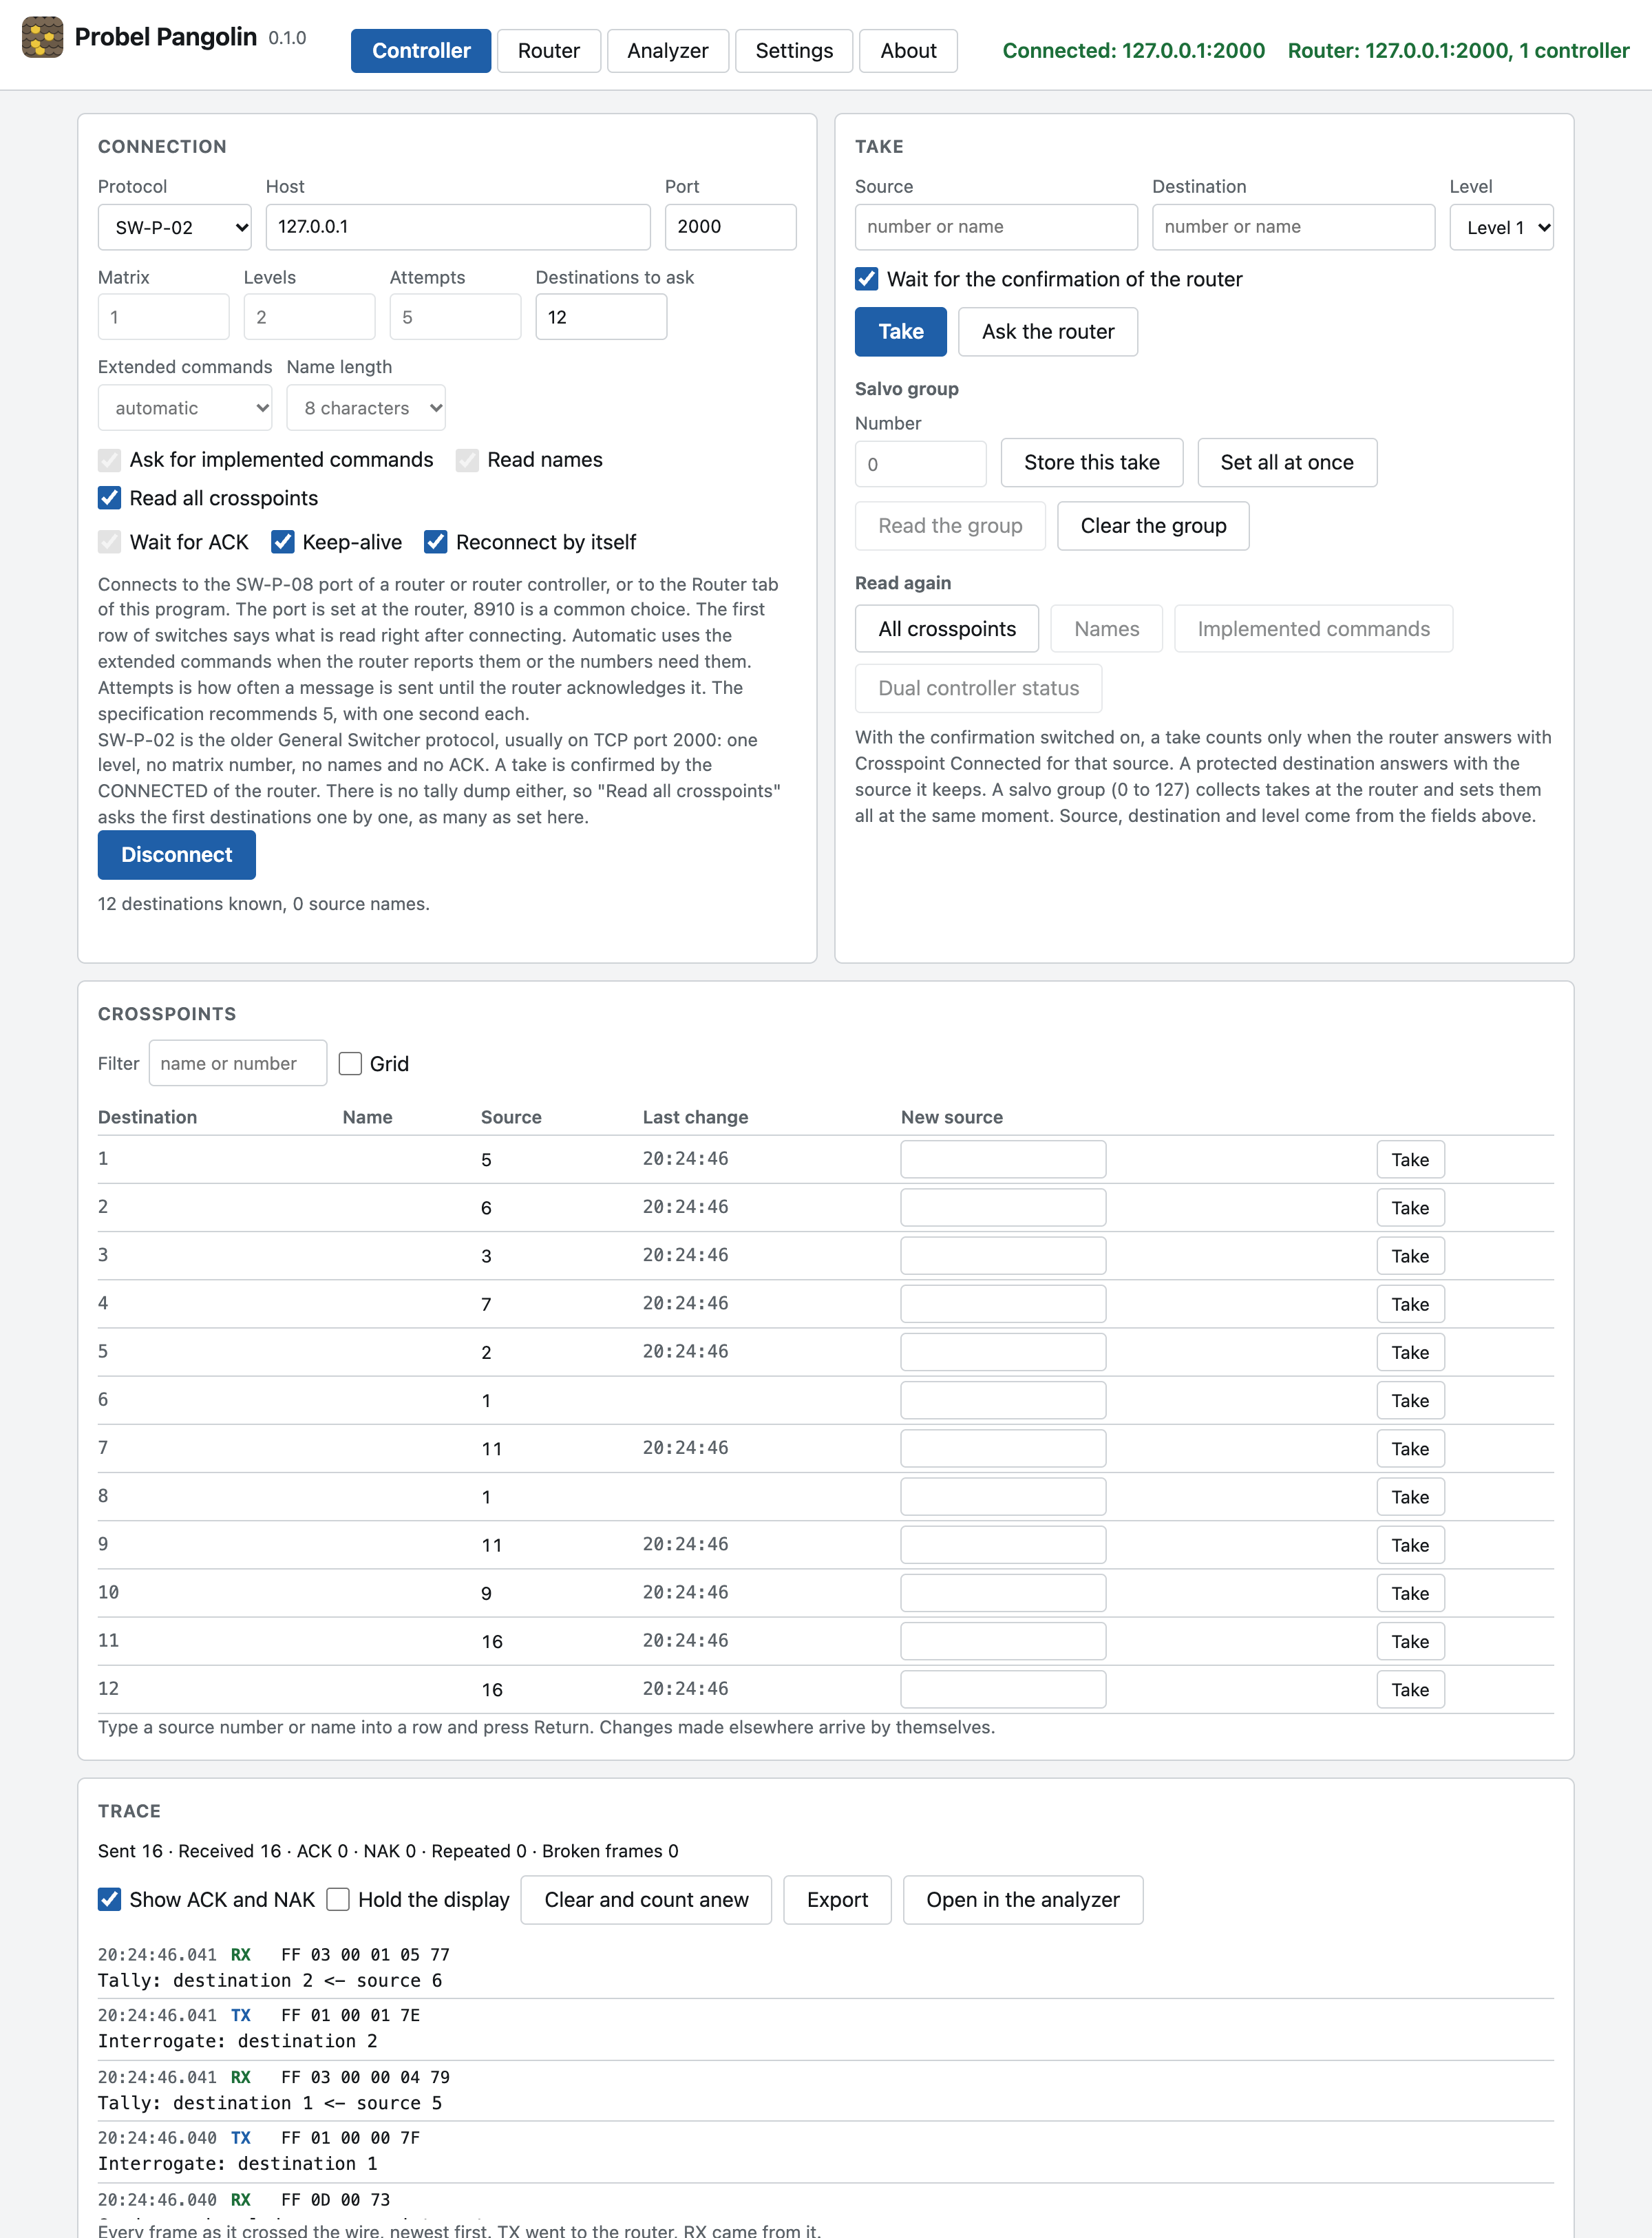 Probel Pangolin 0.1.0
Controller Router Analyzer Settings About
Connected: 127.0.0.1:2000 Router: 127.0.0.1:2000, 1 controller
CONNECTION
Protocol Host Port
SW-P-02 127.0.0.1 2000
Matrix Levels Attempts Destinations to ask
1 2 5 12
Extended commands Name length
automatic 8 characters
Ask for implemented commands Read names
Read all crosspoints
Wait for ACK Keep-alive Reconnect by itself
Connects to the SW-P-08 port of a router or router controller, or to the Router tab
of this program. The port is set at the router, 8910 is a common choice. The first
row of switches says what is read right after connecting. Automatic uses the
extended commands when the router reports them or the numbers need them.
Attempts is how often a message is sent until the router acknowledges it. The
specification recommends 5, with one second each.
SW-P-02 is the older General Switcher protocol, usually on TCP port 2000: one
level, no matrix number, no names and no ACK. A take is confirmed by the
CONNECTED of the router. There is no tally dump either, so "Read all crosspoints"
asks the first destinations one by one, as many as set here.
Disconnect
12 destinations known, 0 source names.
TAKE
Source Destination Level
number or name number or name Level 1
Wait for the confirmation of the router
Take Ask the router
Salvo group
Number
0 Store this take Set all at once
Read the group Clear the group
Read again
All crosspoints Names Implemented commands
Dual controller status
With the confirmation switched on, a take counts only when the router answers with
Crosspoint Connected for that source. A protected destination answers with the
source it keeps. A salvo group (0 to 127) collects takes at the router and sets them
all at the same moment. Source, destination and level come from the fields above.
CROSSPOINTS
Filter name or number Grid
Destination Name Source Last change New source
1 5 20:24:46 Take
2 6 20:24:46 Take
3 3 20:24:46 Take
4 7 20:24:46 Take
5 2 20:24:46 Take
6 1 Take
7 11 20:24:46 Take
8 1 Take
9 11 20:24:46 Take
10 9 20:24:46 Take
11 16 20:24:46 Take
12 16 20:24:46 Take
Type a source number or name into a row and press Return. Changes made elsewhere arrive by themselves.
TRACE
Sent 16 · Received 16 · ACK 0 · NAK 0 · Repeated 0 · Broken frames 0
Show ACK and NAK Hold the display Clear and count anew Export Open in the analyzer
20:24:46.041 RX FF 03 00 01 05 77
Tally: destination 2 <— source 6
20:24:46.041 TX FF 01 00 01 7E
Interrogate: destination 2
20:24:46.041 RX FF 03 00 00 04 79
Tally: destination 1 <— source 5
20:24:46.040 TX FF 01 00 00 7F
Interrogate: destination 1
20:24:46.040 RX FF 0D 00 73
Every frame as it crossed the wire, newest first. TX went to the router, RX came from it.